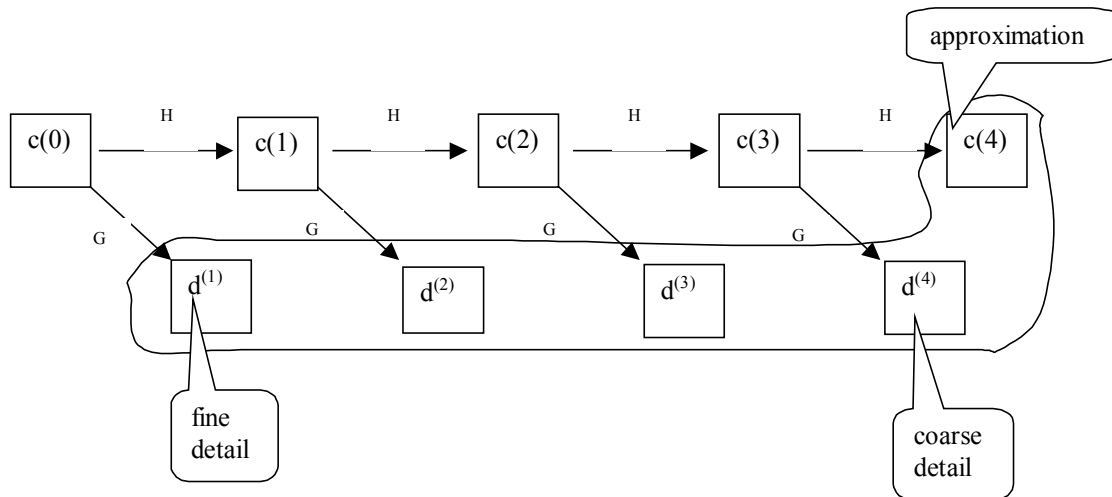 approximation
H H H H
c(0) c(1) c(2) c(3) c(4)
G G G G
d(1) d(2) d(3) d(4)
fine
detail
coarse
detail